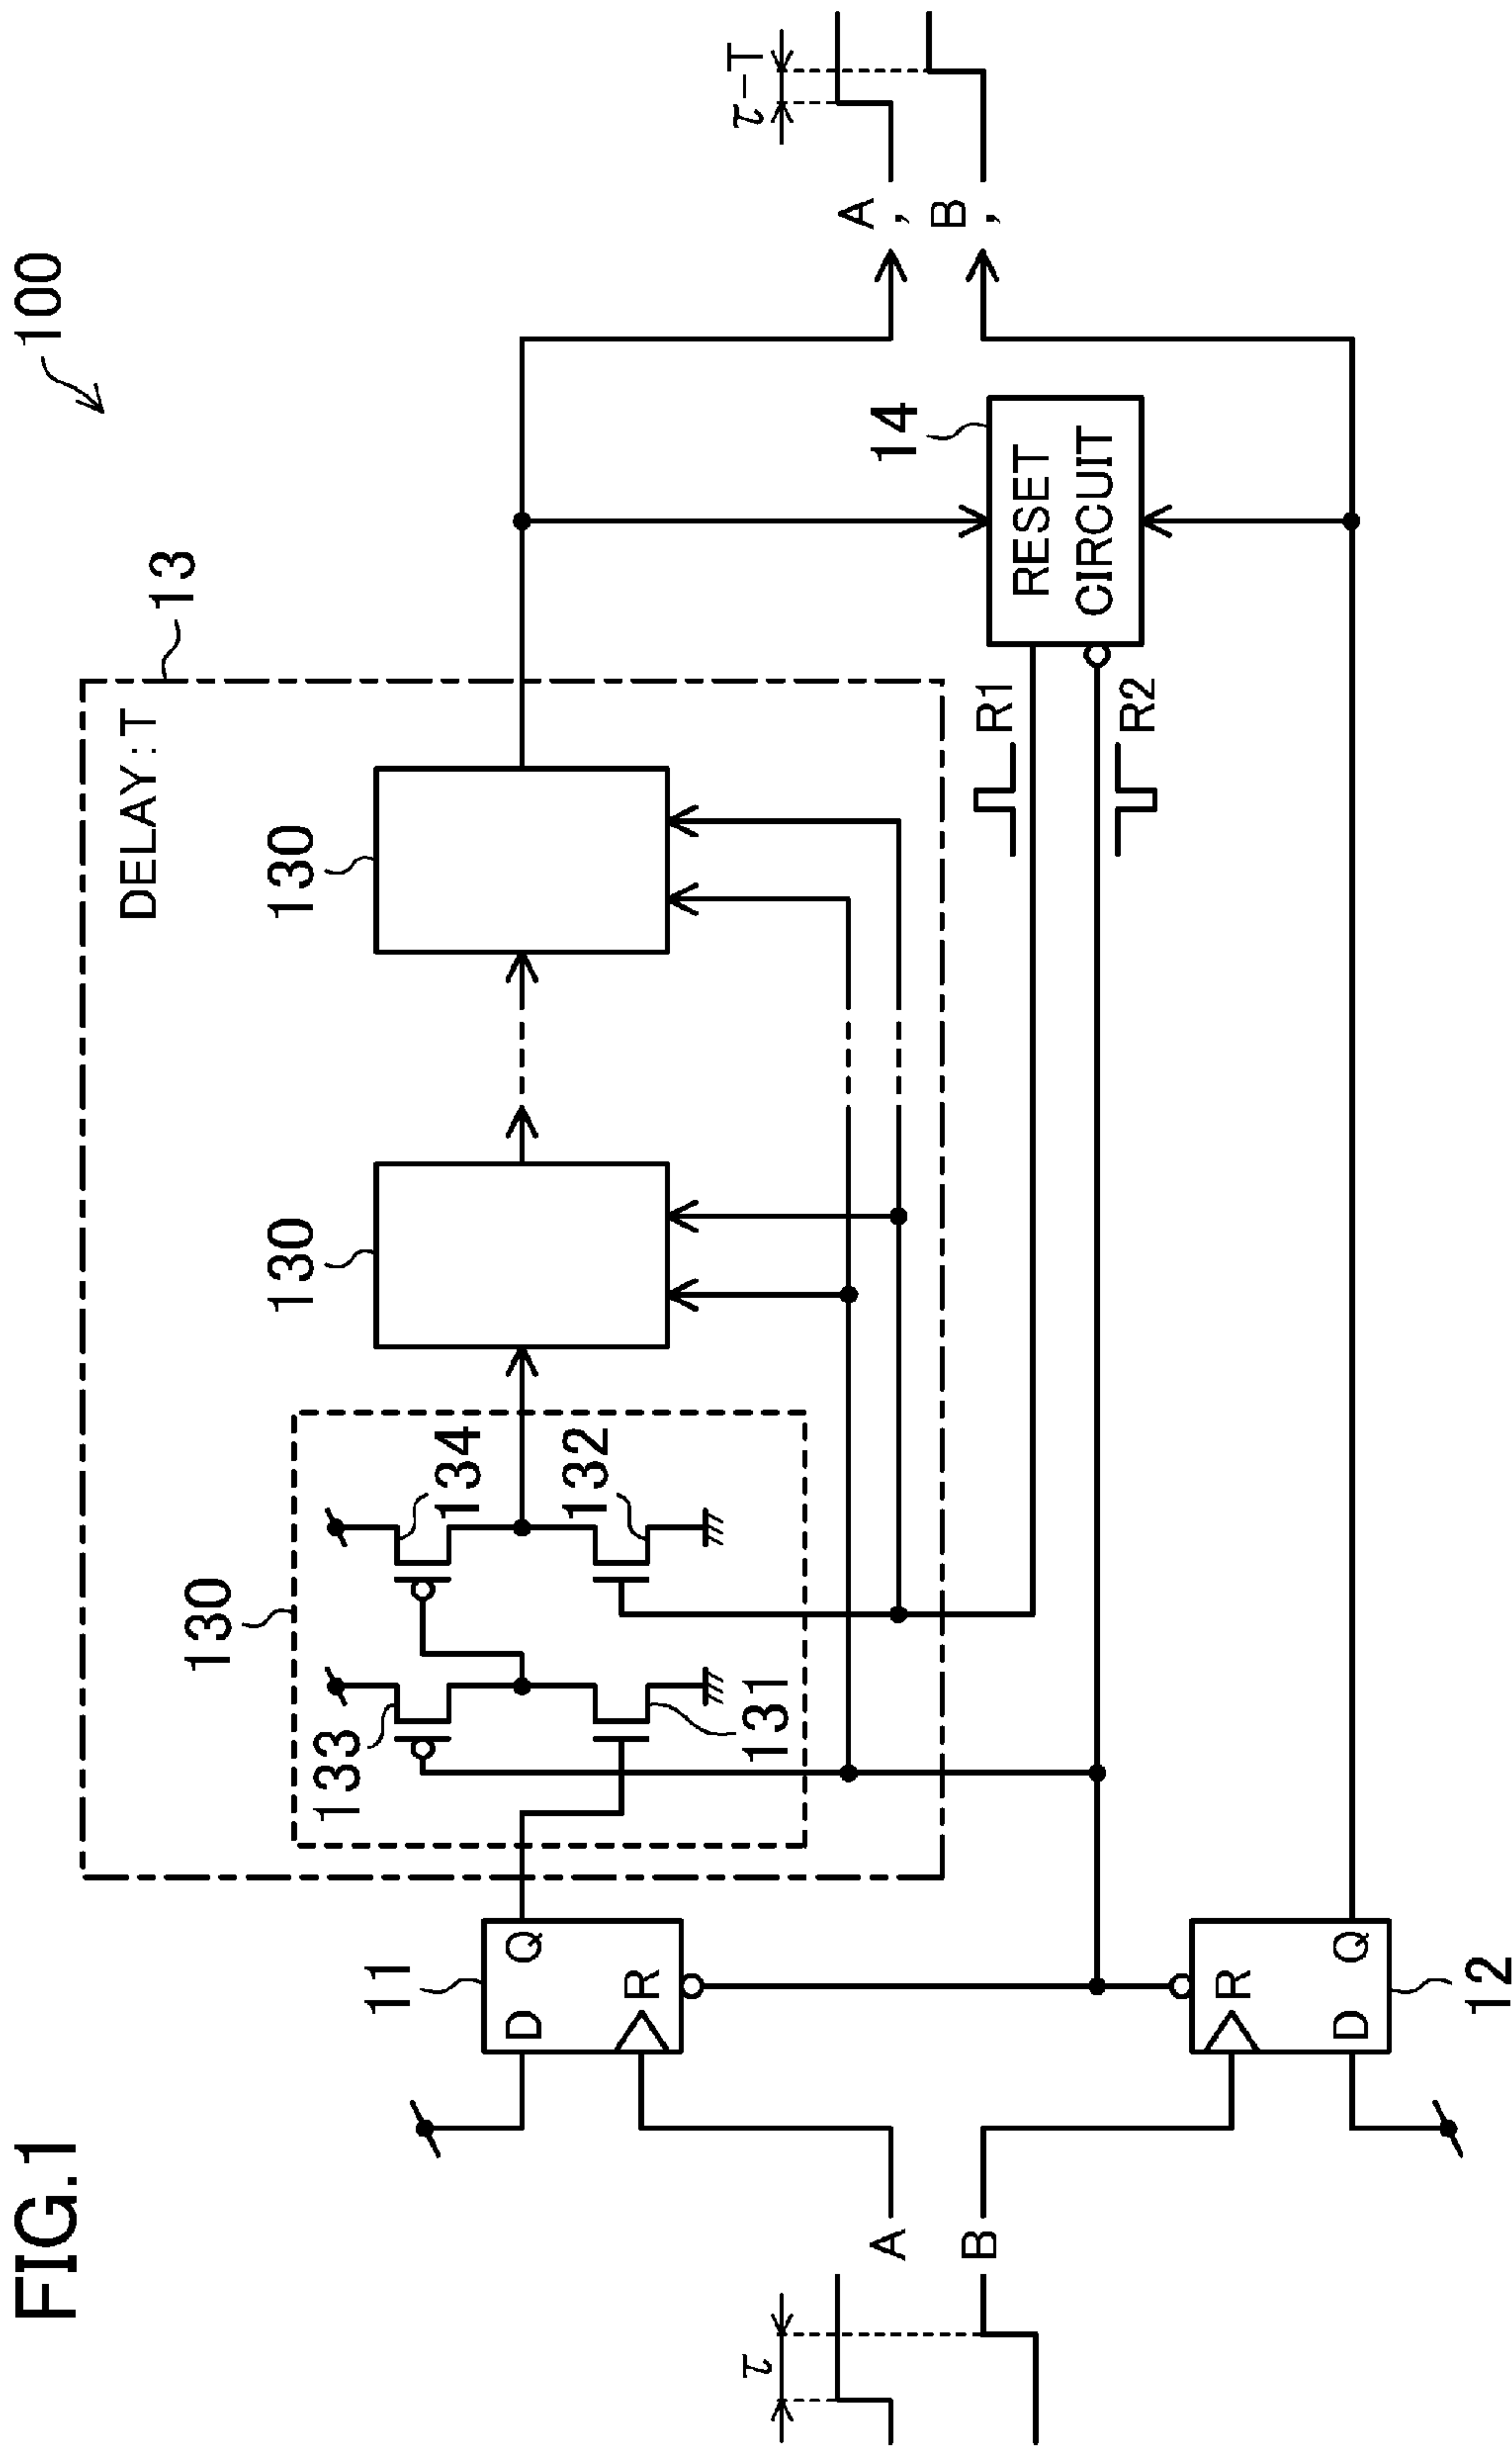 FIG.1
100
13
DELAY:T
130
130
130
134
133
132
131
11
D
Q
R
14
RESET
CIRCUIT
R1
R2
τ
A
B
A,
B,
τ−T
R
D
Q
12